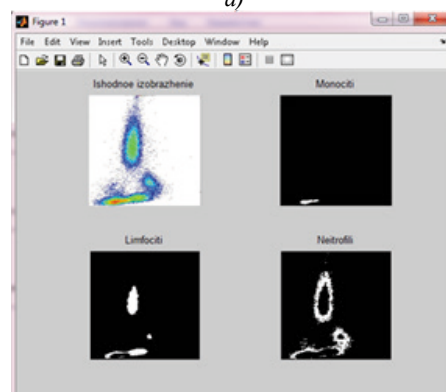 a)
Figure 1
File Edit View Insert Tools Desktop Window Help
Ishodnoe izobrazhenie
Monociti
Limfociti
Neitrofili